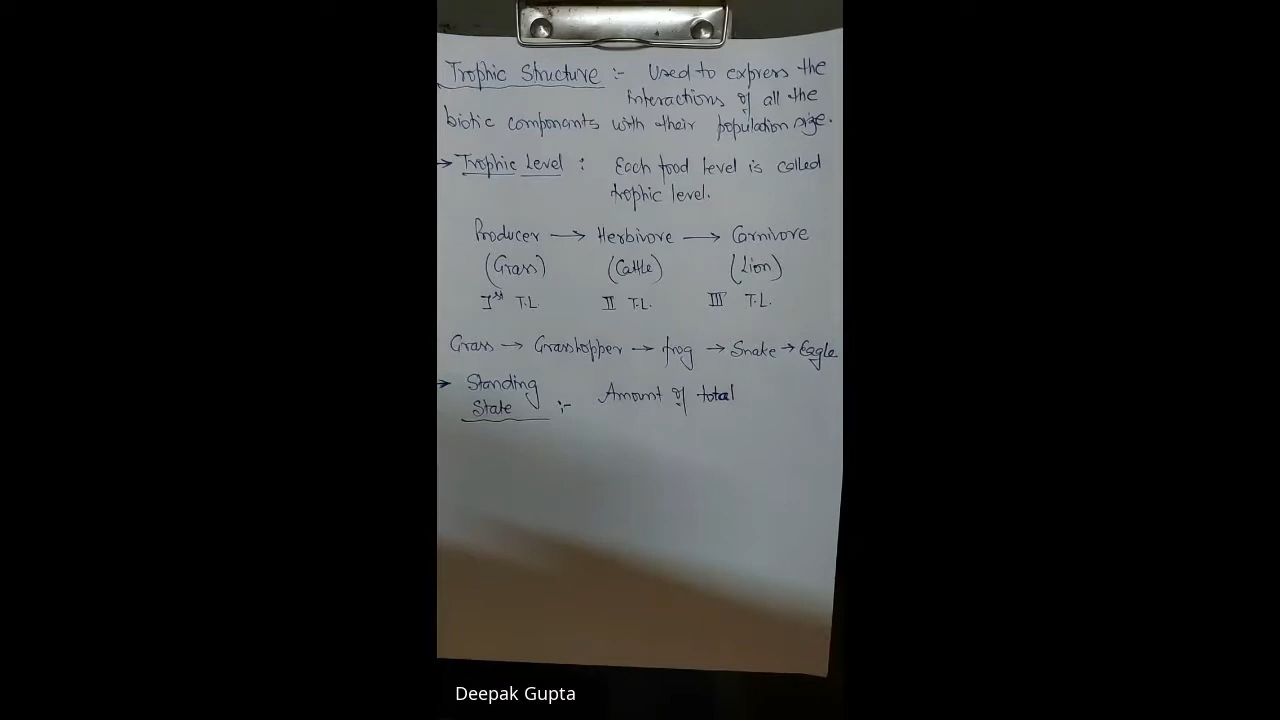 Trophic Structure :- Used to express the
interactions of all the
biotic componants with their population size.
→ Trophic Level : Each food level is called
trophic level.
Producer → Herbivore → Carnivore
(Grass) (Cattle) (Lion)
Ist T.L. II T.L. III T.L.
Grass → Grasshopper → frog → Snake → Eagle
→ Standing
State :- Amount of total
Deepak Gupta